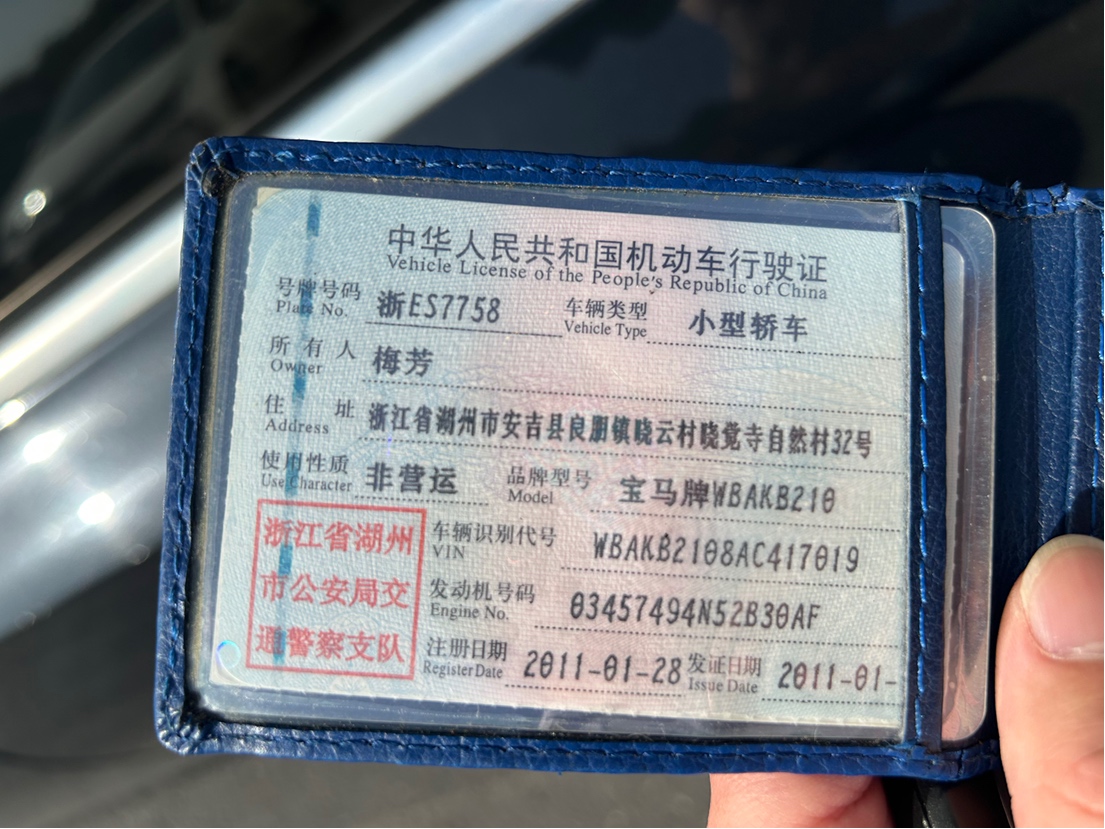 中华人民共和国机动车行驶证
Vehicle License of the People's Republic of China
号牌号码 浙ES7758 车辆类型 小型轿车
Plate No. Vehicle Type
所有人 梅芳
Owner
住址 浙江省湖州市安吉县良朋镇晓云村晓觉寺自然村32号
Address
使用性质 非营运 品牌型号 宝马牌WBAKB210
Use Character Model
浙江省湖州
市公安局交
通警察支队
车辆识别代号 WBAKB2108AC417019
VIN
发动机号码 03457494N52B30AF
Engine No.
注册日期 2011-01-28 发证日期 2011-01-
Register Date Issue Date